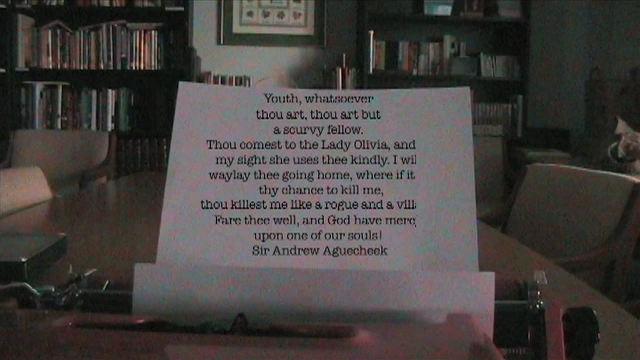 Youth, whatsoever
thou art, thou art but
a scurvy fellow.
Thou comest to the Lady Olivia, and
my sight she uses thee kindly. I wil
waylay thee going home, where if it
thy chance to kill me,
thou killest me like a rogue and a villa
Fare thee well, and God have merc
upon one of our souls!
Sir Andrew Aguecheek